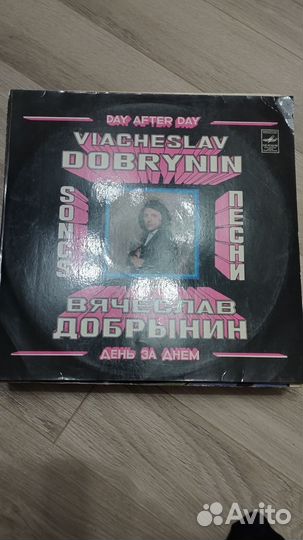 DAY AFTER DAY
VIACHESLAV
DOBRYNIN
SONGS
ПЕСНИ
ВЯЧЕСЛАВ
ДОБРЫНИН
ДЕНЬ ЗА ДНЕМ
Avito